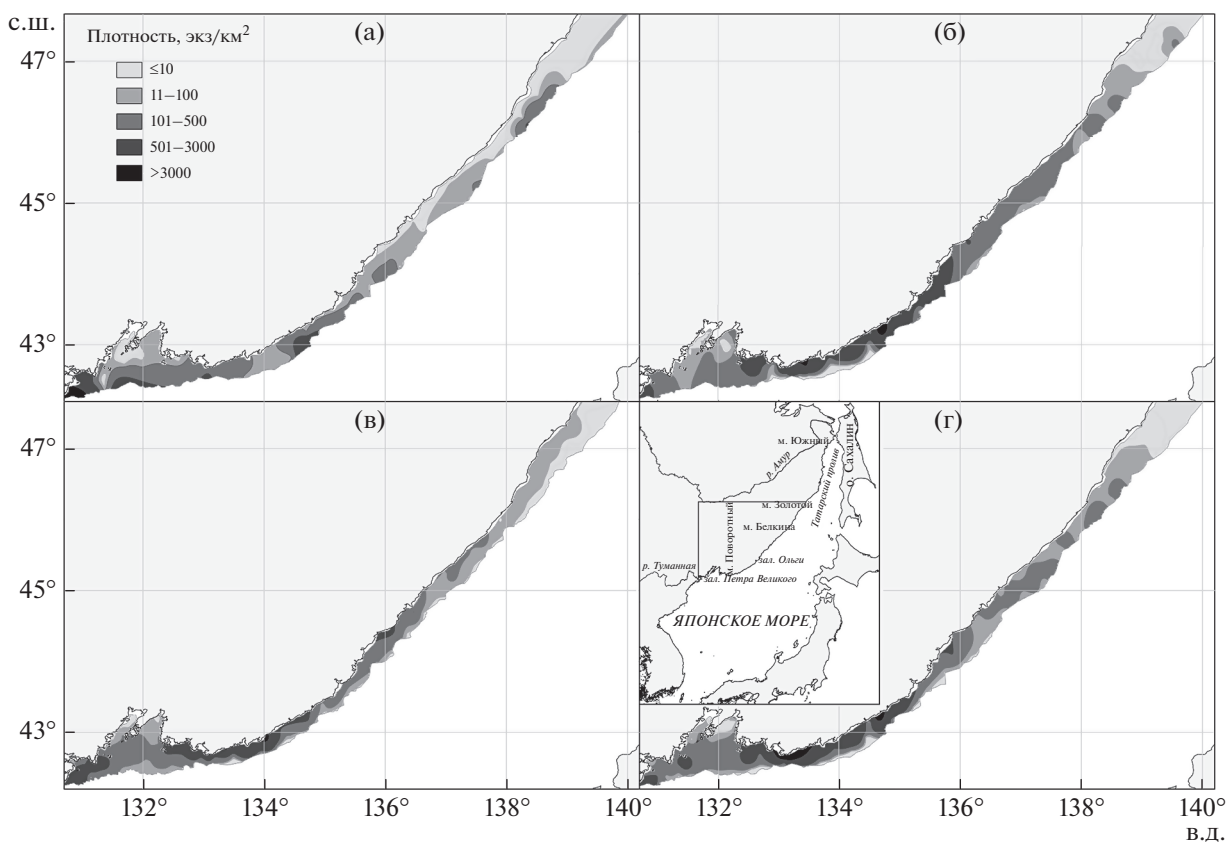 с.ш.
Плотность, экз/км²
≤10
11–100
101–500
501–3000
>3000
(а)
(б)
47°
45°
43°
(в)
(г)
47°
45°
43°
м. Южный
р. Амур
Татарский пролив
о. Сахалин
м. Золотой
м. Поворотный
м. Белкина
зал. Ольги
р. Туманная
зал. Петра Великого
ЯПОНСКОЕ МОРЕ
132° 134° 136° 138° 140° 132° 134° 136° 138° 140°
в.д.